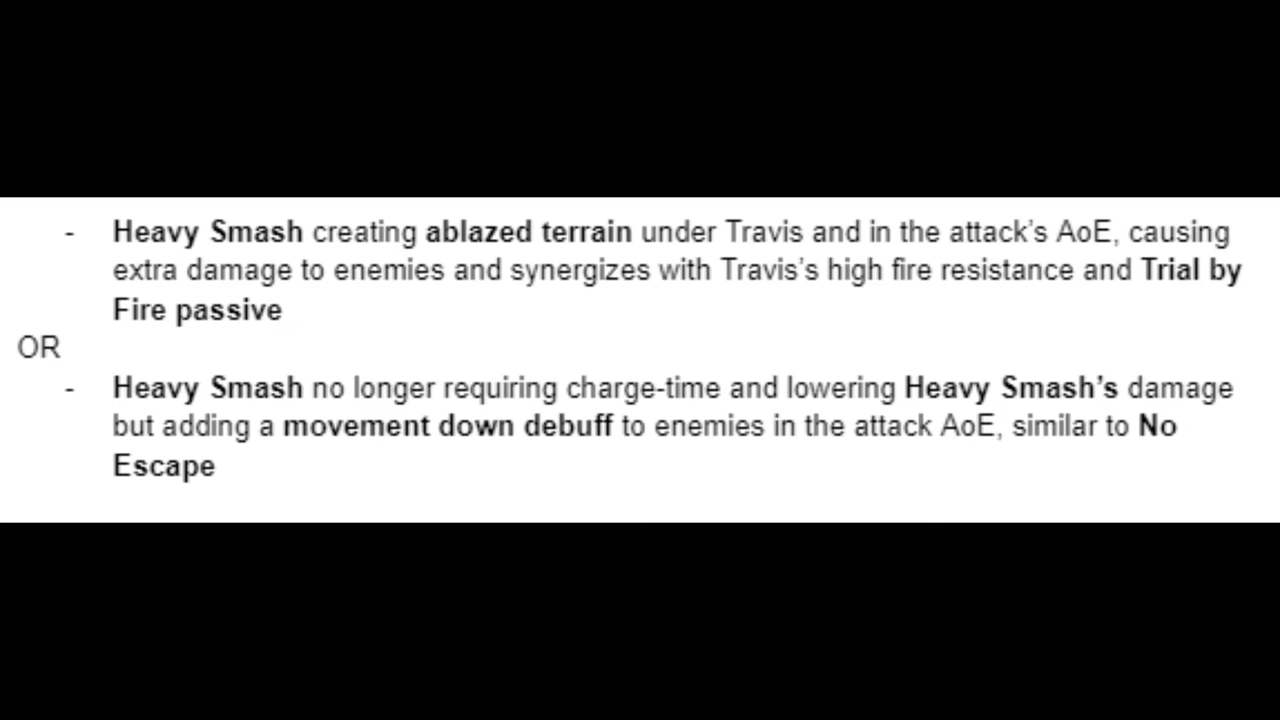 - Heavy Smash creating ablazed terrain under Travis and in the attack’s AoE, causing
extra damage to enemies and synergizes with Travis’s high fire resistance and Trial by
Fire passive
OR
- Heavy Smash no longer requiring charge-time and lowering Heavy Smash’s damage
but adding a movement down debuff to enemies in the attack AoE, similar to No
Escape